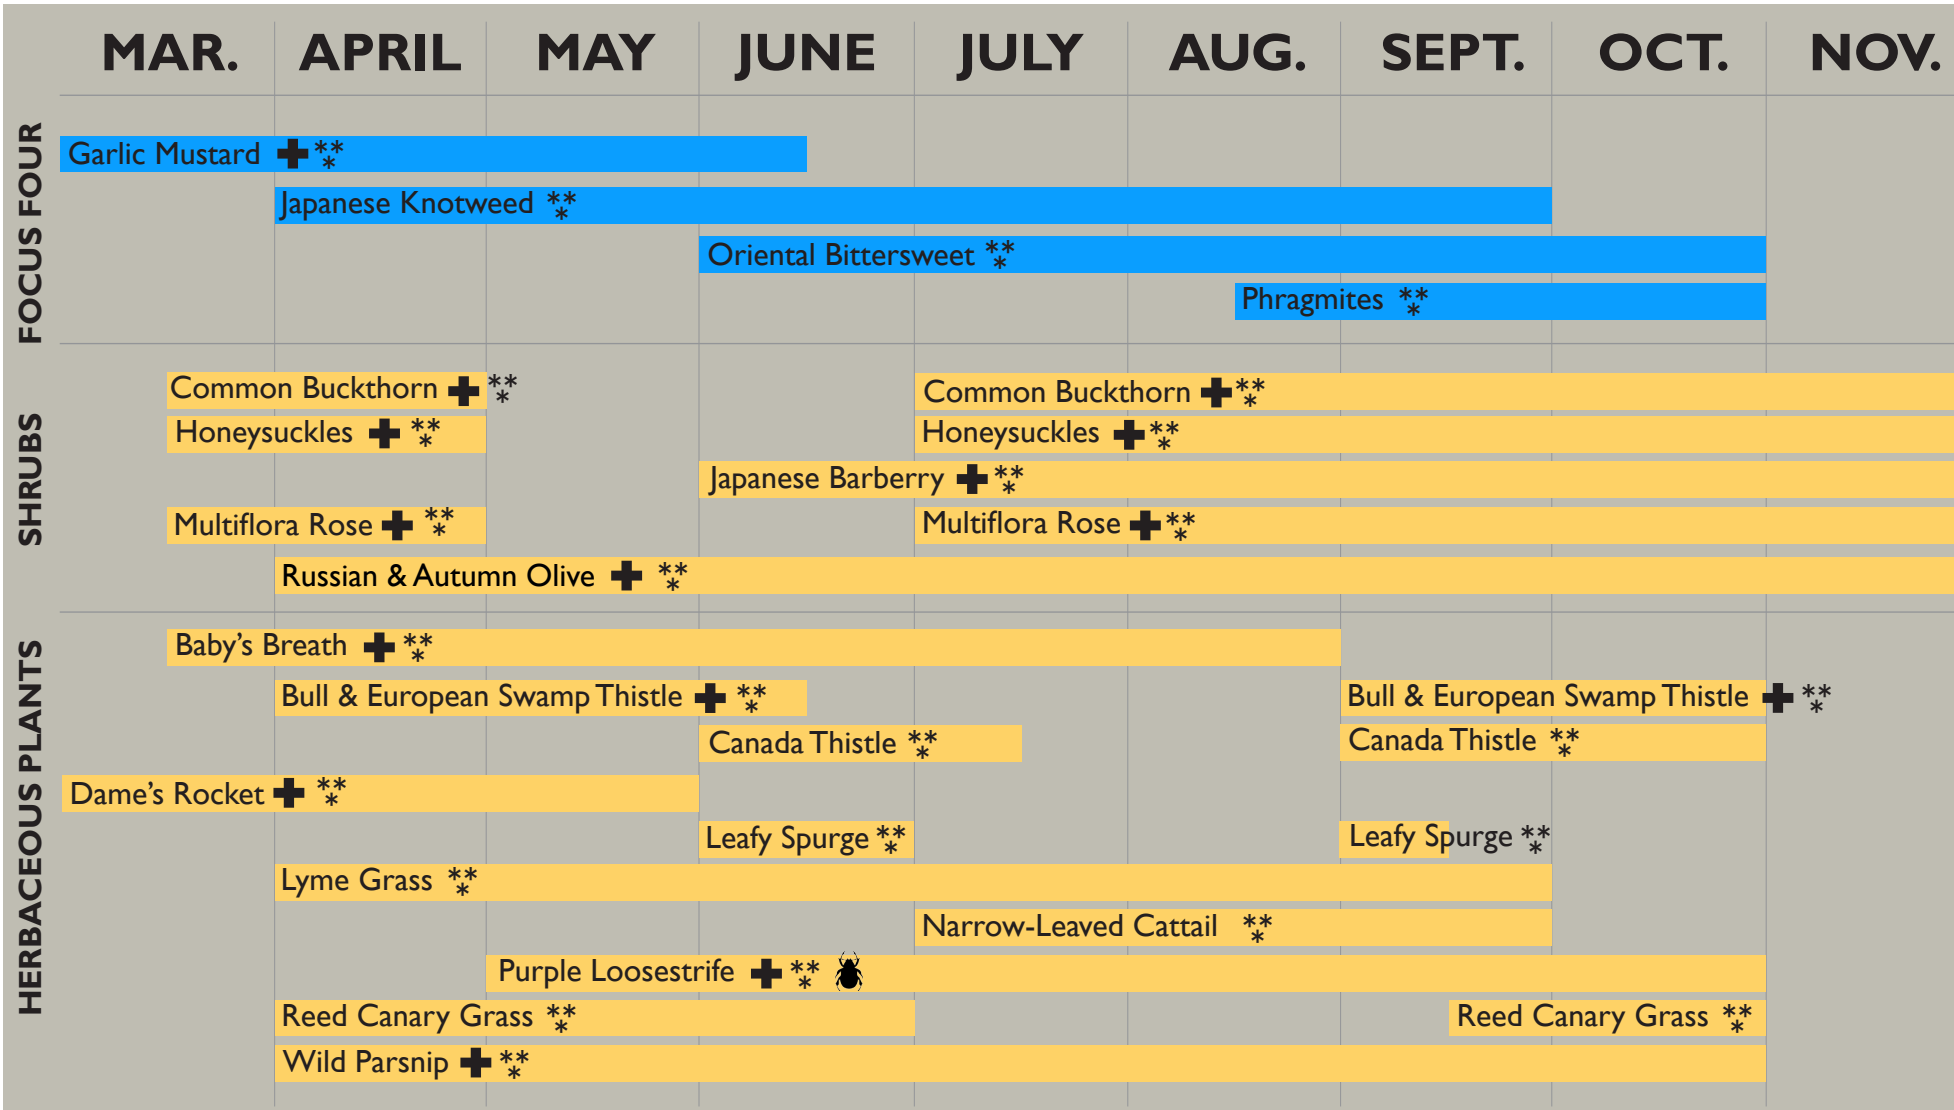 MAR. APRIL MAY JUNE JULY AUG. SEPT. OCT. NOV.
FOCUS FOUR
Garlic Mustard ✚ ***
Japanese Knotweed ***
Oriental Bittersweet ***
Phragmites ***
SHRUBS
Common Buckthorn ✚ *** Common Buckthorn ✚ ***
Honeysuckles ✚ *** Honeysuckles ✚ ***
Japanese Barberry ✚ ***
Multiflora Rose ✚ *** Multiflora Rose ✚ ***
Russian & Autumn Olive ✚ ***
HERBACEOUS PLANTS
Baby's Breath ✚ ***
Bull & European Swamp Thistle ✚ *** Bull & European Swamp Thistle ✚ ***
Canada Thistle *** Canada Thistle ***
Dame's Rocket ✚ ***
Leafy Spurge *** Leafy Spurge ***
Lyme Grass ***
Narrow-Leaved Cattail ***
Purple Loosestrife ✚ ***
Reed Canary Grass *** Reed Canary Grass ***
Wild Parsnip ✚ ***